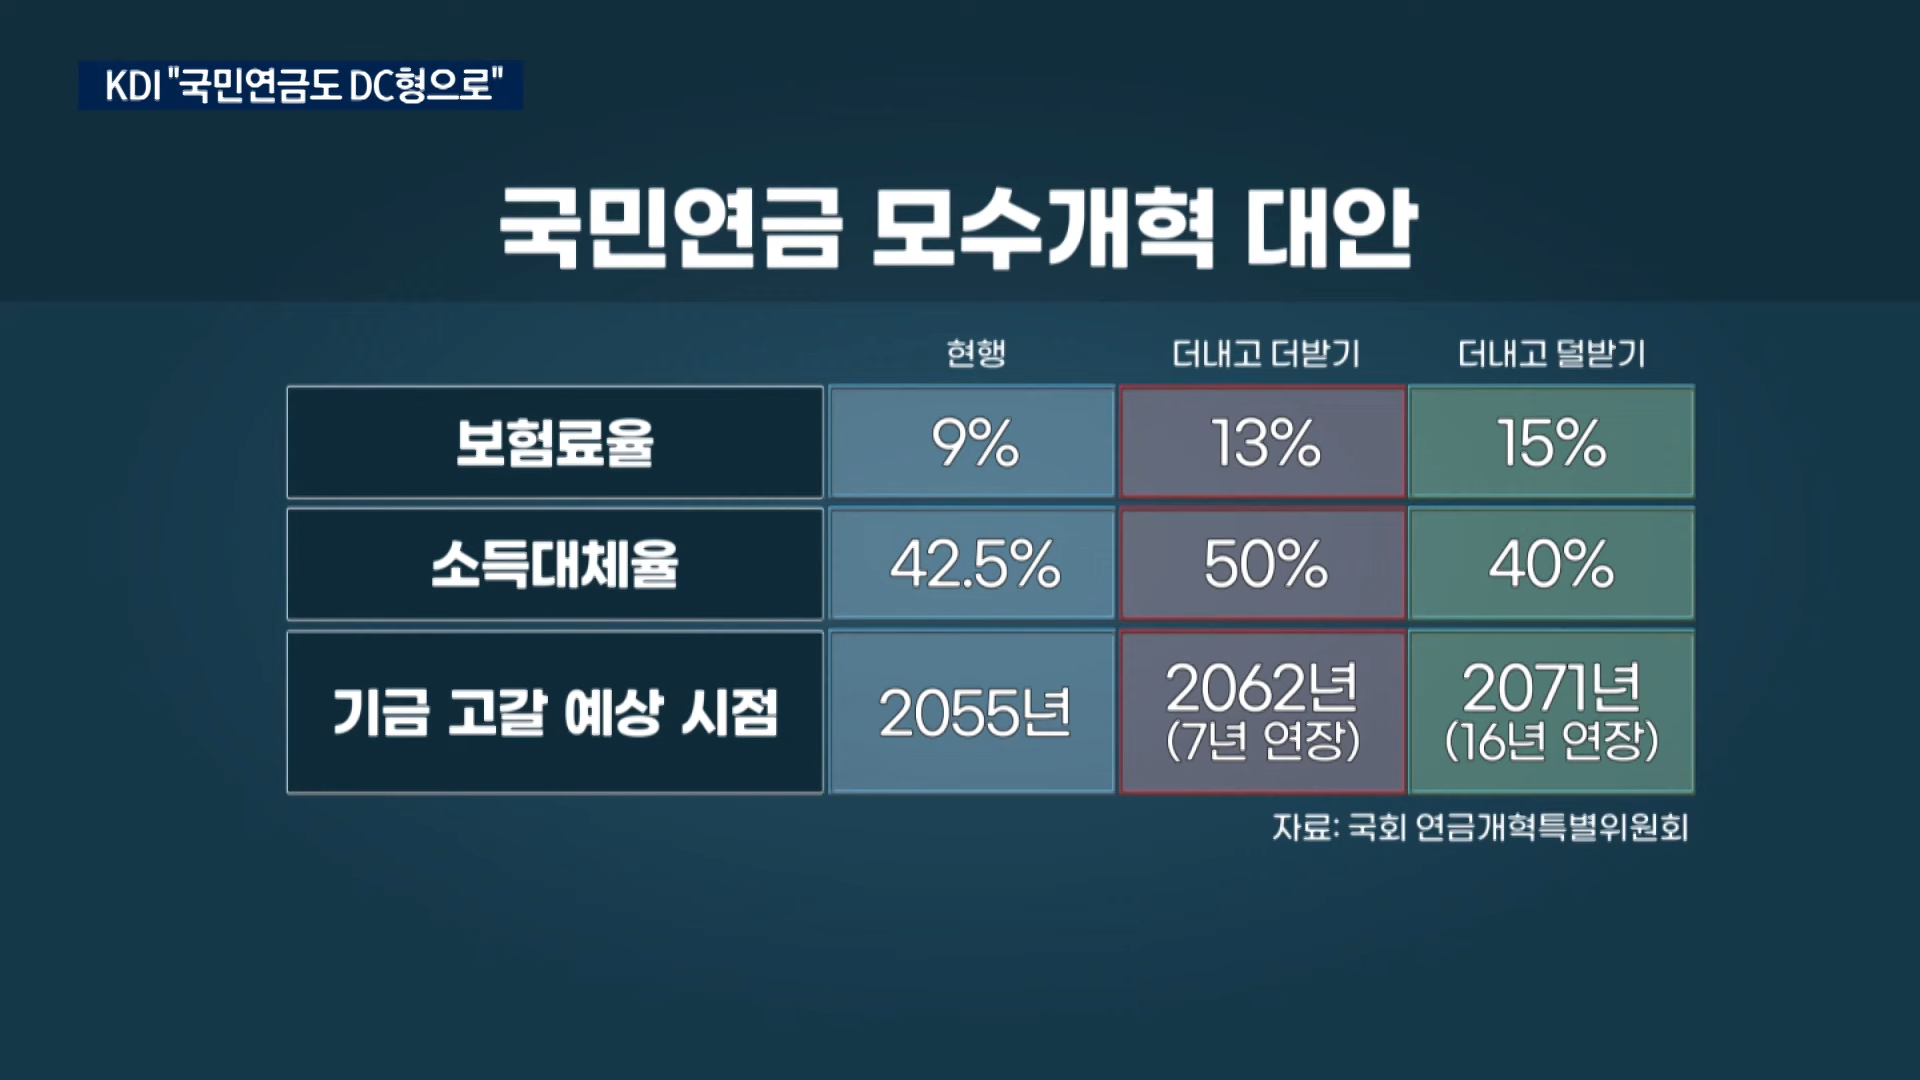 KDI "국민연금도 DC형으로"
국민연금 모수개혁 대안
현행 더내고 더받기 더내고 덜받기
보험료율 9% 13% 15%
소득대체율 42.5% 50% 40%
기금 고갈 예상 시점 2055년 2062년 2071년
(7년 연장) (16년 연장)
자료: 국회 연금개혁특별위원회